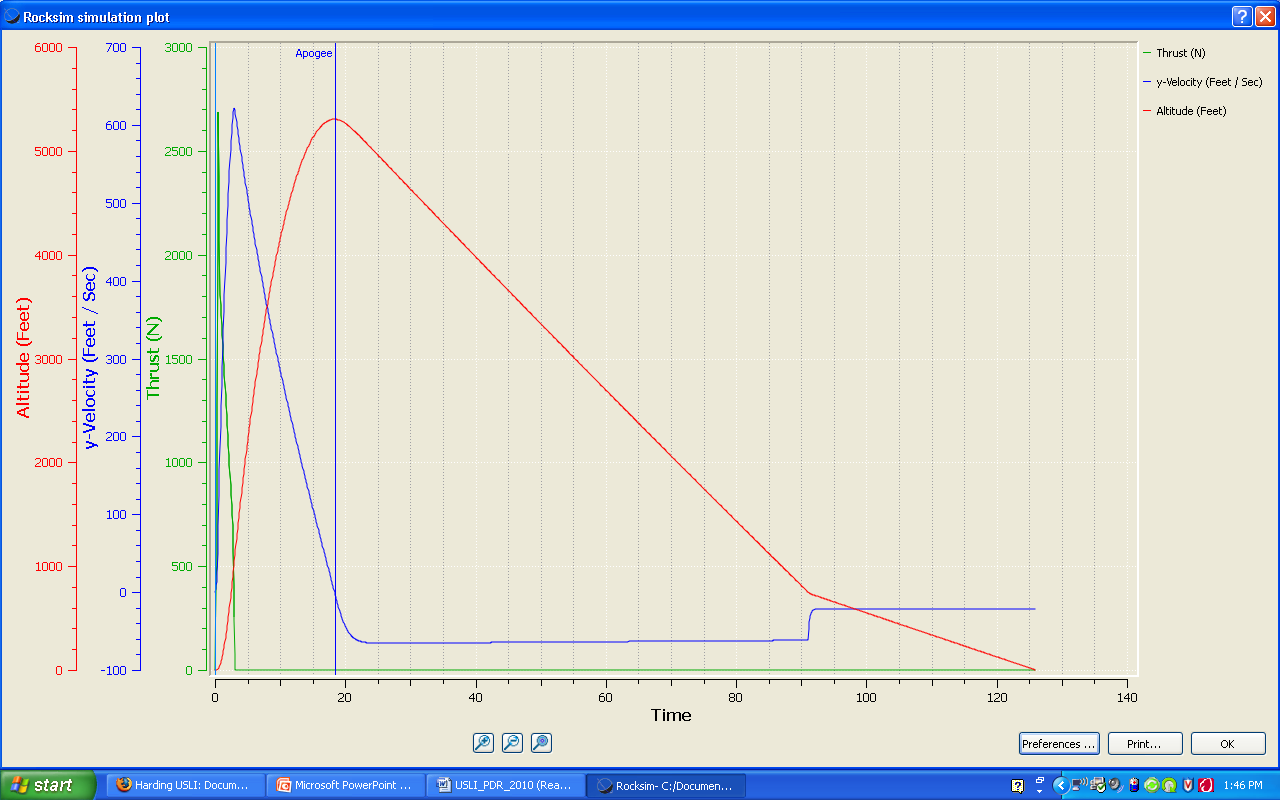 Rocksim simulation plot
6000
5000
4000
3000
2000
1000
0
Altitude (Feet)
700
600
500
400
300
200
100
0
-100
y-Velocity (Feet / Sec)
3000
2500
2000
1500
1000
500
0
Thrust (N)
Apogee
Thrust (N)
y-Velocity (Feet / Sec)
Altitude (Feet)
0 20 40 60 80 100 120 140
Time
Preferences ... Print... OK
start Harding USLI: Docum... Microsoft PowerPoint ... USLI_PDR_2010 (Rea... Rocksim- C:/Documen... 1:46 PM